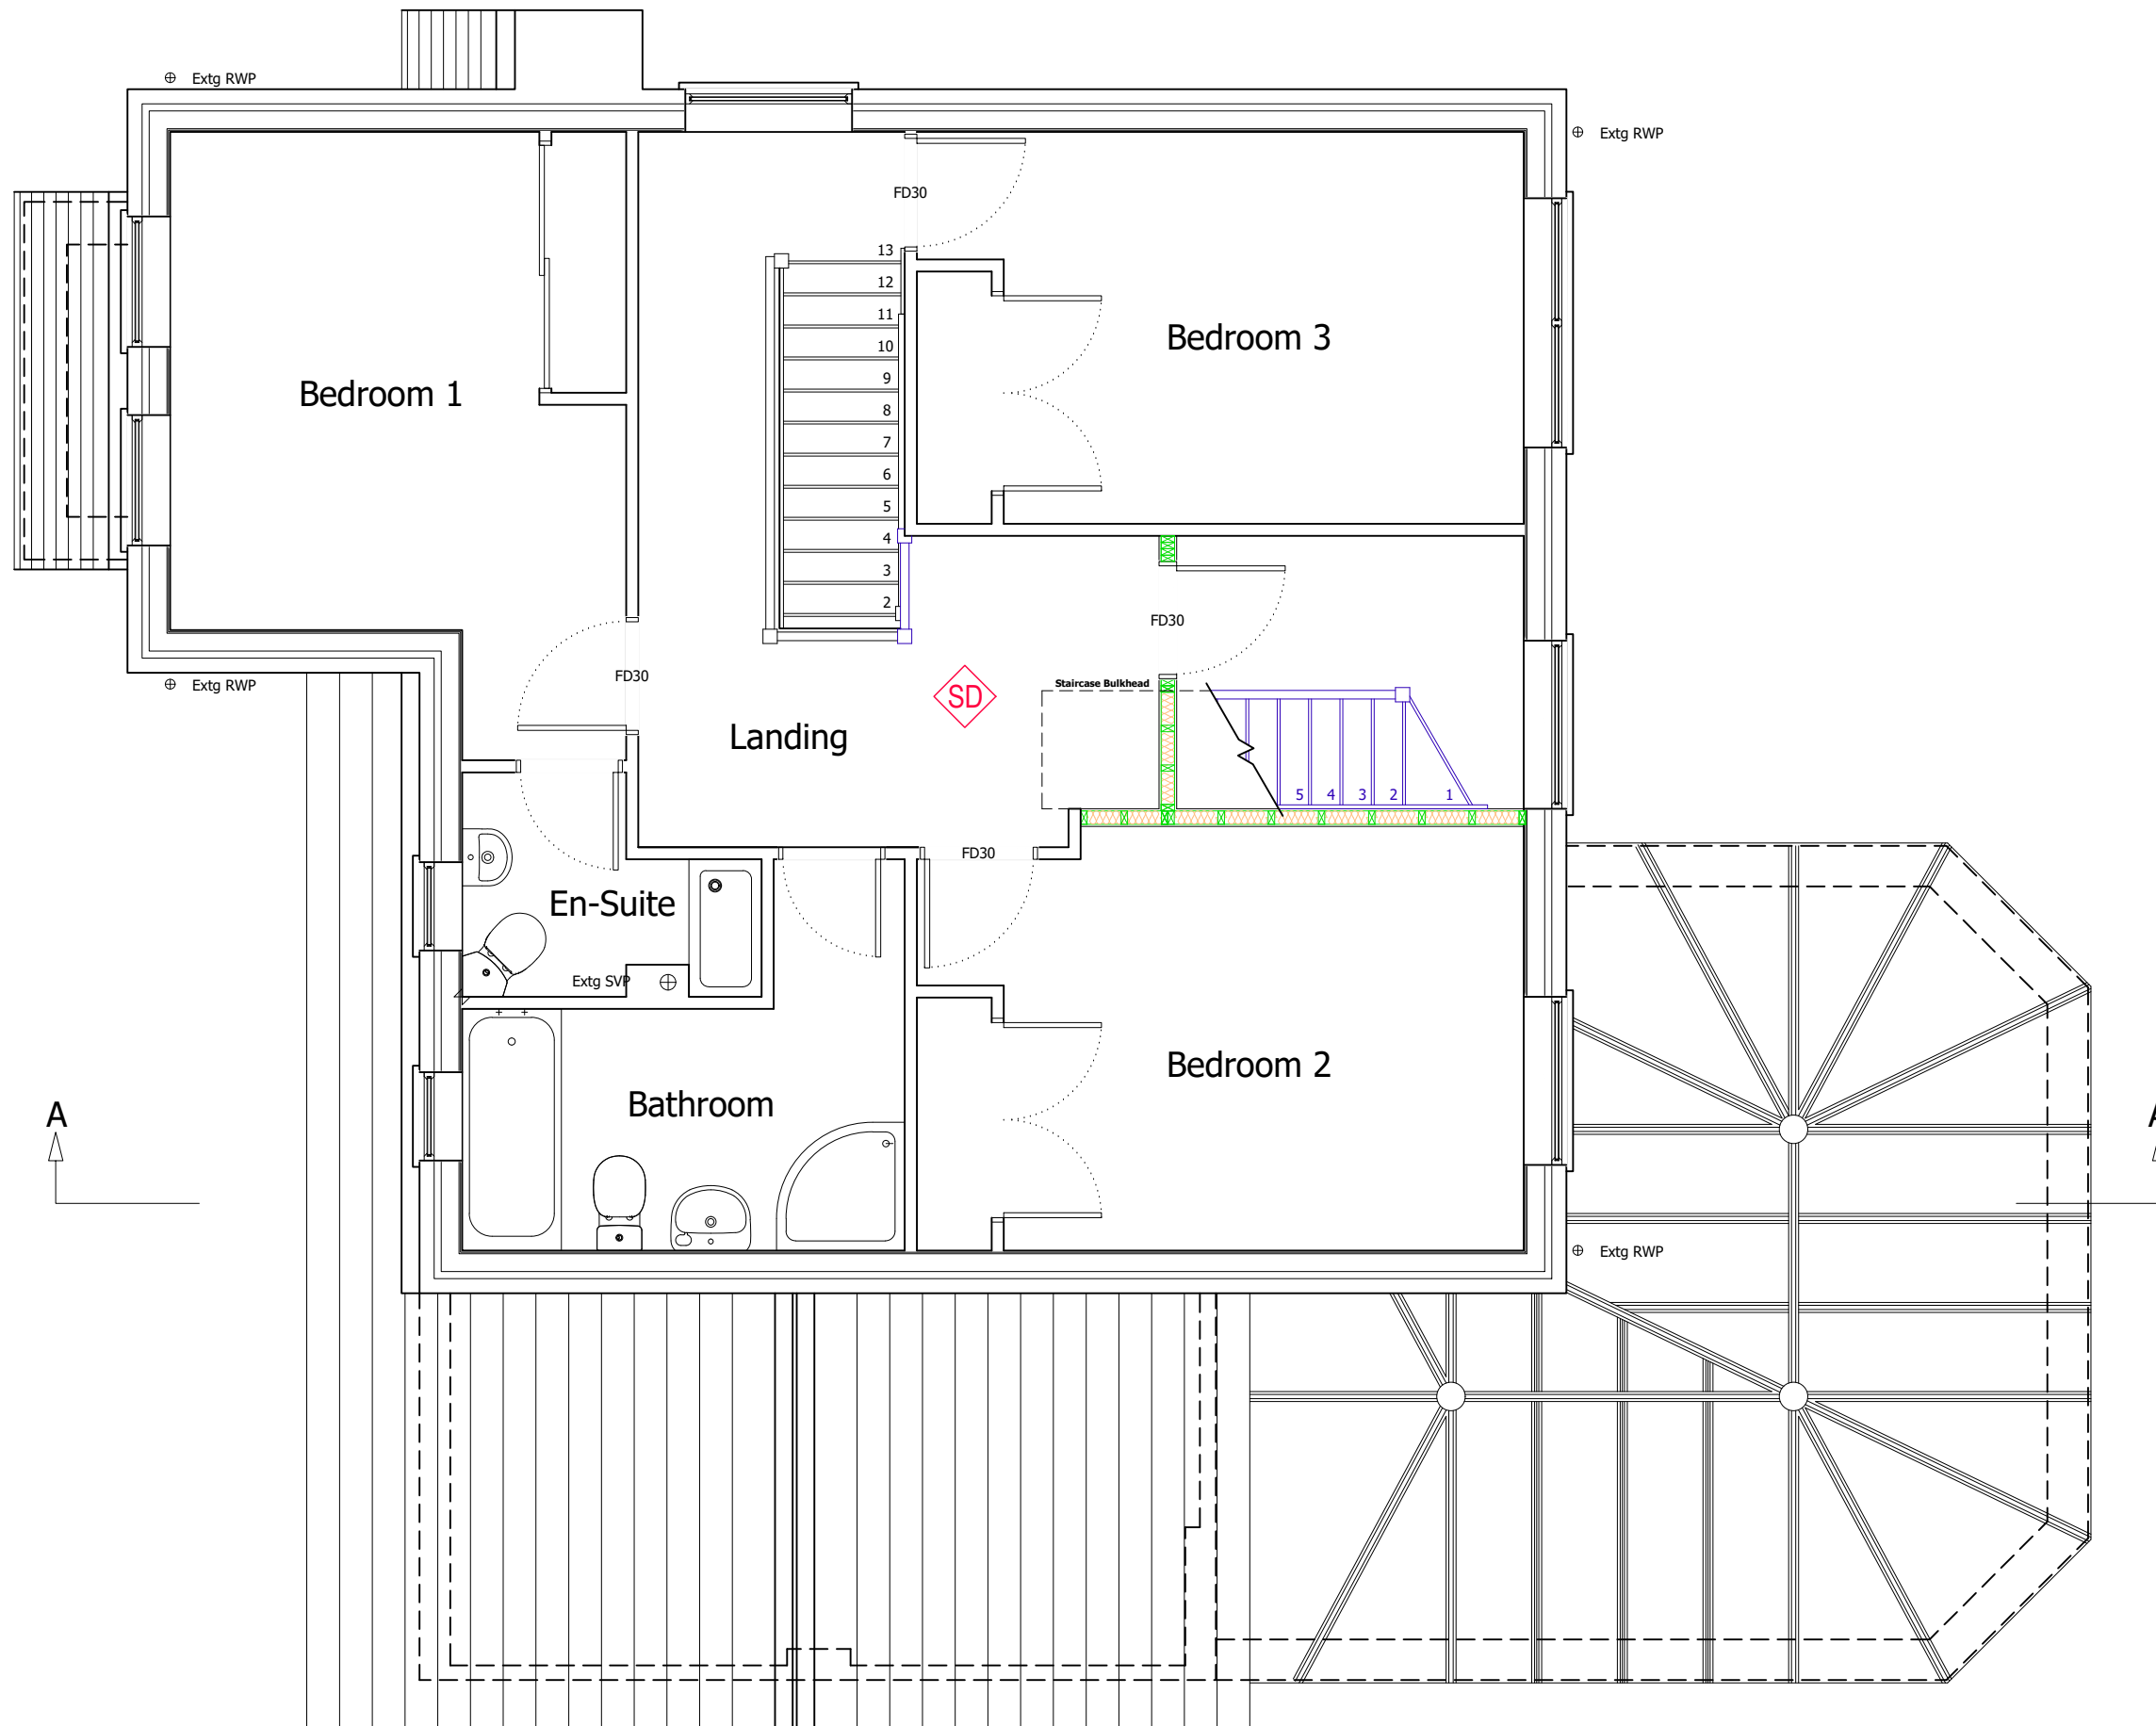 Extg RWP
Extg RWP
FD30
13
12
11
10
9
8
7
6
5
4
3
2
Bedroom 3
Bedroom 1
FD30
FD30
Extg RWP
Staircase Bulkhead
SD
Landing
5 4 3 2 1
FD30
En-Suite
Extg SVP
Bedroom 2
Bathroom
A
A
Extg RWP